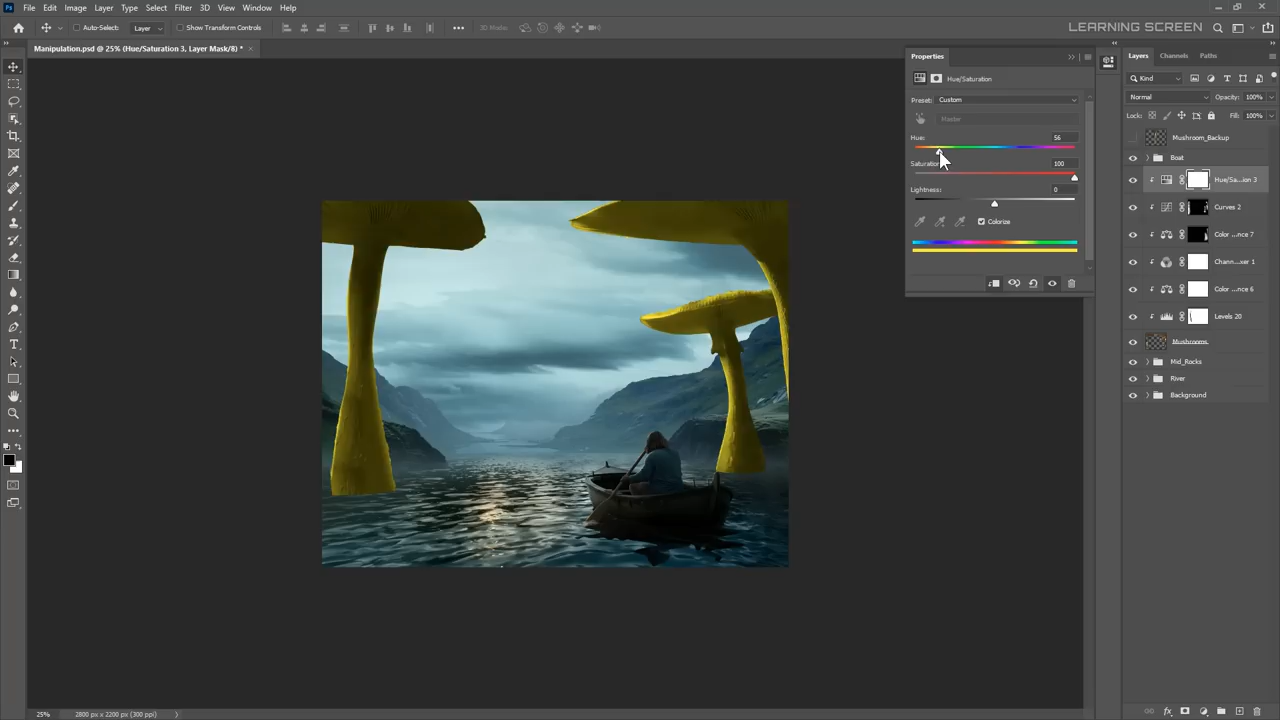 Ps File Edit Image Layer Type Select Filter 3D View Window Help
Auto-Select: Layer Show Transform Controls 3D Mode: LEARNING SCREEN
Manipulation.psd @ 25% (Hue/Saturation 3, Layer Mask/8) *
Properties
Hue/Saturation
Preset: Custom
Master
Hue: 56
Saturation: 100
Lightness: 0
Colorize
Layers Channels Paths
Kind
Normal Opacity: 100%
Lock: Fill: 100%
Mushroom_Backup
Boat
Hue/Sa...ion 3
Curves 2
Color ...nce 7
Chann...xer 1
Color ...nce 6
Levels 20
Mushrooms
Mid_Rocks
River
Background
25% 2800 px x 2200 px (300 ppi)